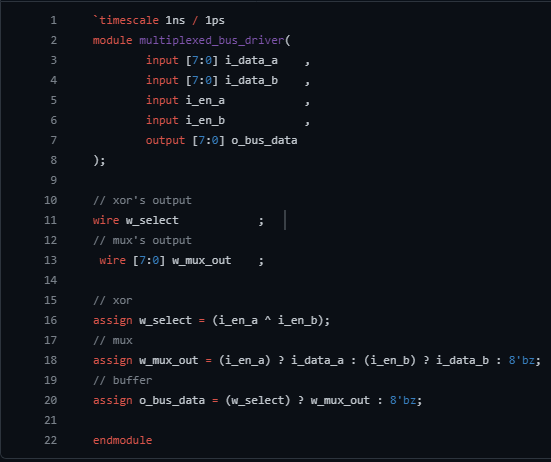 1 `timescale 1ns / 1ps
2 module multiplexed_bus_driver(
3 input [7:0] i_data_a ,
4 input [7:0] i_data_b ,
5 input i_en_a ,
6 input i_en_b ,
7 output [7:0] o_bus_data
8 );
9
10 // xor's output
11 wire w_select ;
12 // mux's output
13 wire [7:0] w_mux_out ;
14
15 // xor
16 assign w_select = (i_en_a ^ i_en_b);
17 // mux
18 assign w_mux_out = (i_en_a) ? i_data_a : (i_en_b) ? i_data_b : 8'bz;
19 // buffer
20 assign o_bus_data = (w_select) ? w_mux_out : 8'bz;
21
22 endmodule